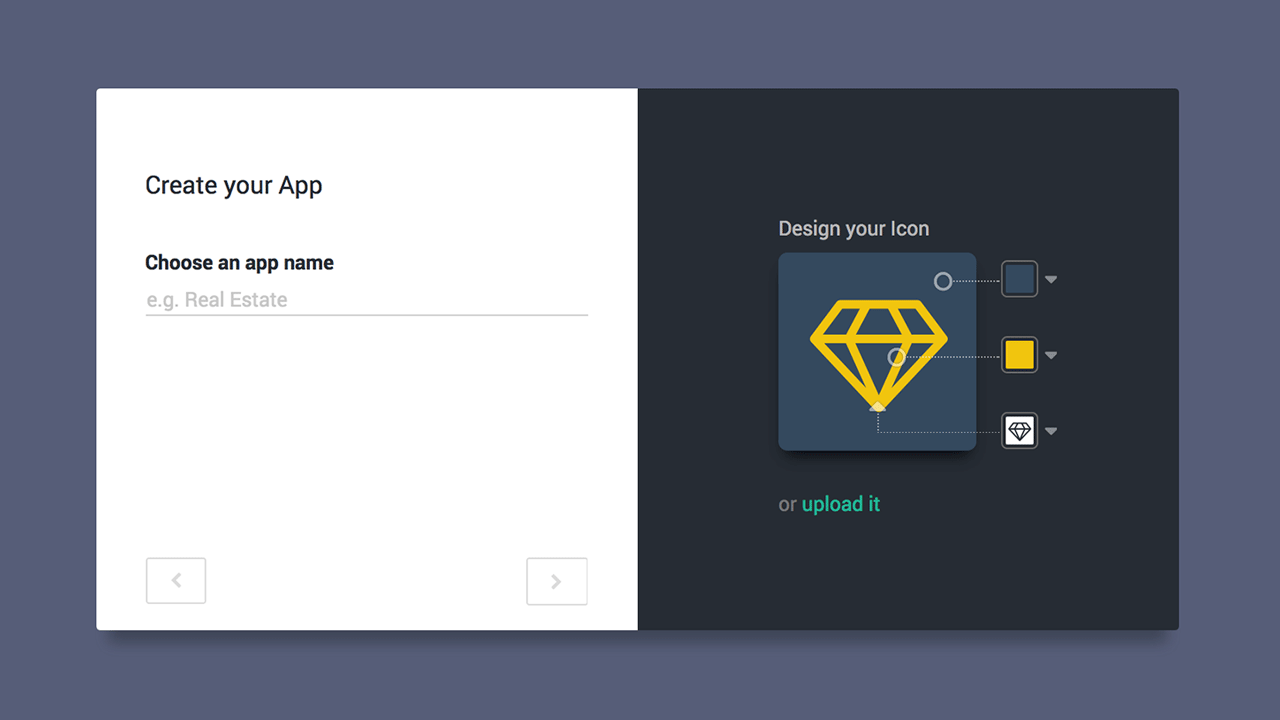 Create your App
Choose an app name
e.g. Real Estate
Design your Icon
or upload it